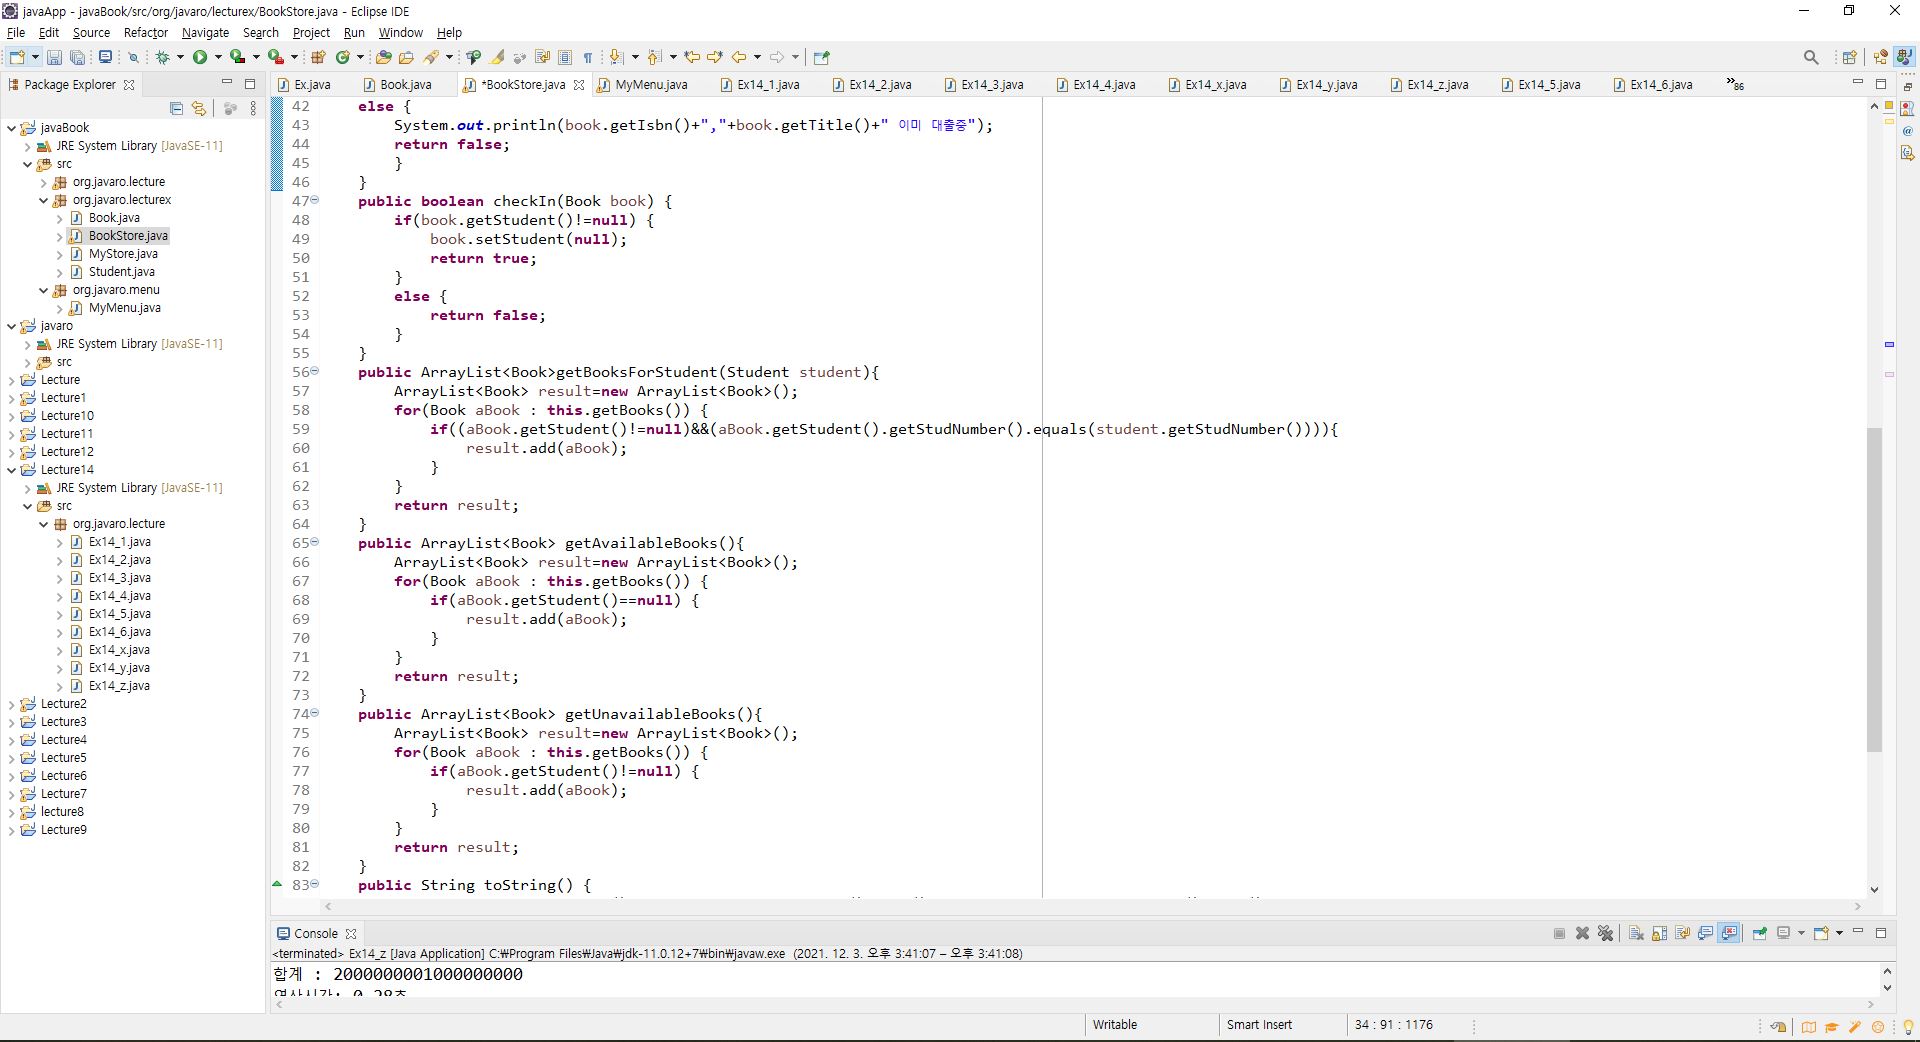 javaApp - javaBook/src/org/javaro/lecturex/BookStore.java - Eclipse IDE
File Edit Source Refactor Navigate Search Project Run Window Help
Package Explorer
Ex.java Book.java *BookStore.java MyMenu.java Ex14_1.java Ex14_2.java Ex14_3.java Ex14_4.java Ex14_x.java Ex14_y.java Ex14_z.java Ex14_5.java Ex14_6.java »86
javaBook
JRE System Library [JavaSE-11]
src
org.javaro.lecture
org.javaro.lecturex
Book.java
BookStore.java
MyStore.java
Student.java
org.javaro.menu
MyMenu.java
javaro
JRE System Library [JavaSE-11]
src
Lecture
Lecture1
Lecture10
Lecture11
Lecture12
Lecture14
JRE System Library [JavaSE-11]
src
org.javaro.lecture
Ex14_1.java
Ex14_2.java
Ex14_3.java
Ex14_4.java
Ex14_5.java
Ex14_6.java
Ex14_x.java
Ex14_y.java
Ex14_z.java
Lecture2
Lecture3
Lecture4
Lecture5
Lecture6
Lecture7
lecture8
Lecture9
42 else {
43 System.out.println(book.getIsbn()+","+book.getTitle()+" 이미 대출중");
44 return false;
45 }
46 }
47 public boolean checkIn(Book book) {
48 if(book.getStudent()!=null) {
49 book.setStudent(null);
50 return true;
51 }
52 else {
53 return false;
54 }
55 }
56 public ArrayList<Book>getBooksForStudent(Student student){
57 ArrayList<Book> result=new ArrayList<Book>();
58 for(Book aBook : this.getBooks()) {
59 if((aBook.getStudent()!=null)&&(aBook.getStudent().getStudNumber().equals(student.getStudNumber()))){
60 result.add(aBook);
61 }
62 }
63 return result;
64 }
65 public ArrayList<Book> getAvailableBooks(){
66 ArrayList<Book> result=new ArrayList<Book>();
67 for(Book aBook : this.getBooks()) {
68 if(aBook.getStudent()==null) {
69 result.add(aBook);
70 }
71 }
72 return result;
73 }
74 public ArrayList<Book> getUnavailableBooks(){
75 ArrayList<Book> result=new ArrayList<Book>();
76 for(Book aBook : this.getBooks()) {
77 if(aBook.getStudent()!=null) {
78 result.add(aBook);
79 }
80 }
81 return result;
82 }
83 public String toString() {
Console
<terminated> Ex14_z [Java Application] C:₩Program Files₩Java₩jdk-11.0.12+7₩bin₩javaw.exe (2021. 12. 3. 오후 3:41:07 – 오후 3:41:08)
합계 : 2000000001000000000
연산시간: 0.28초
Writable Smart Insert 34 : 91 : 1176